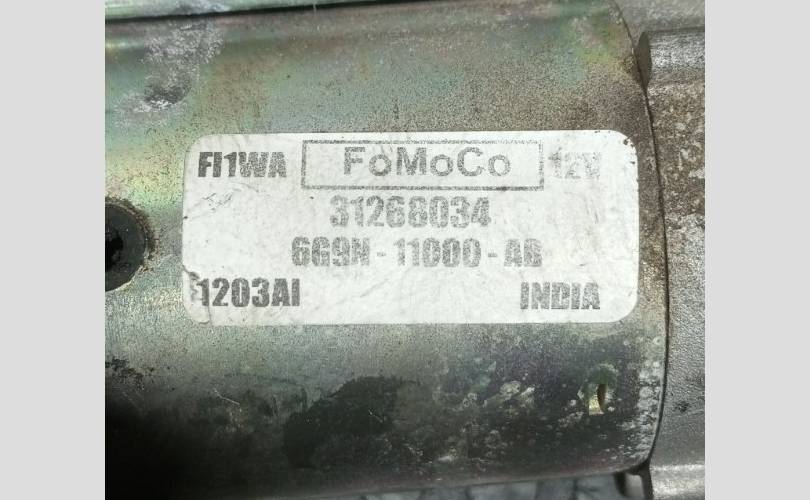 FI1WA FoMoCo 12V
31268034
6G9N-11000-AB
1203AI INDIA